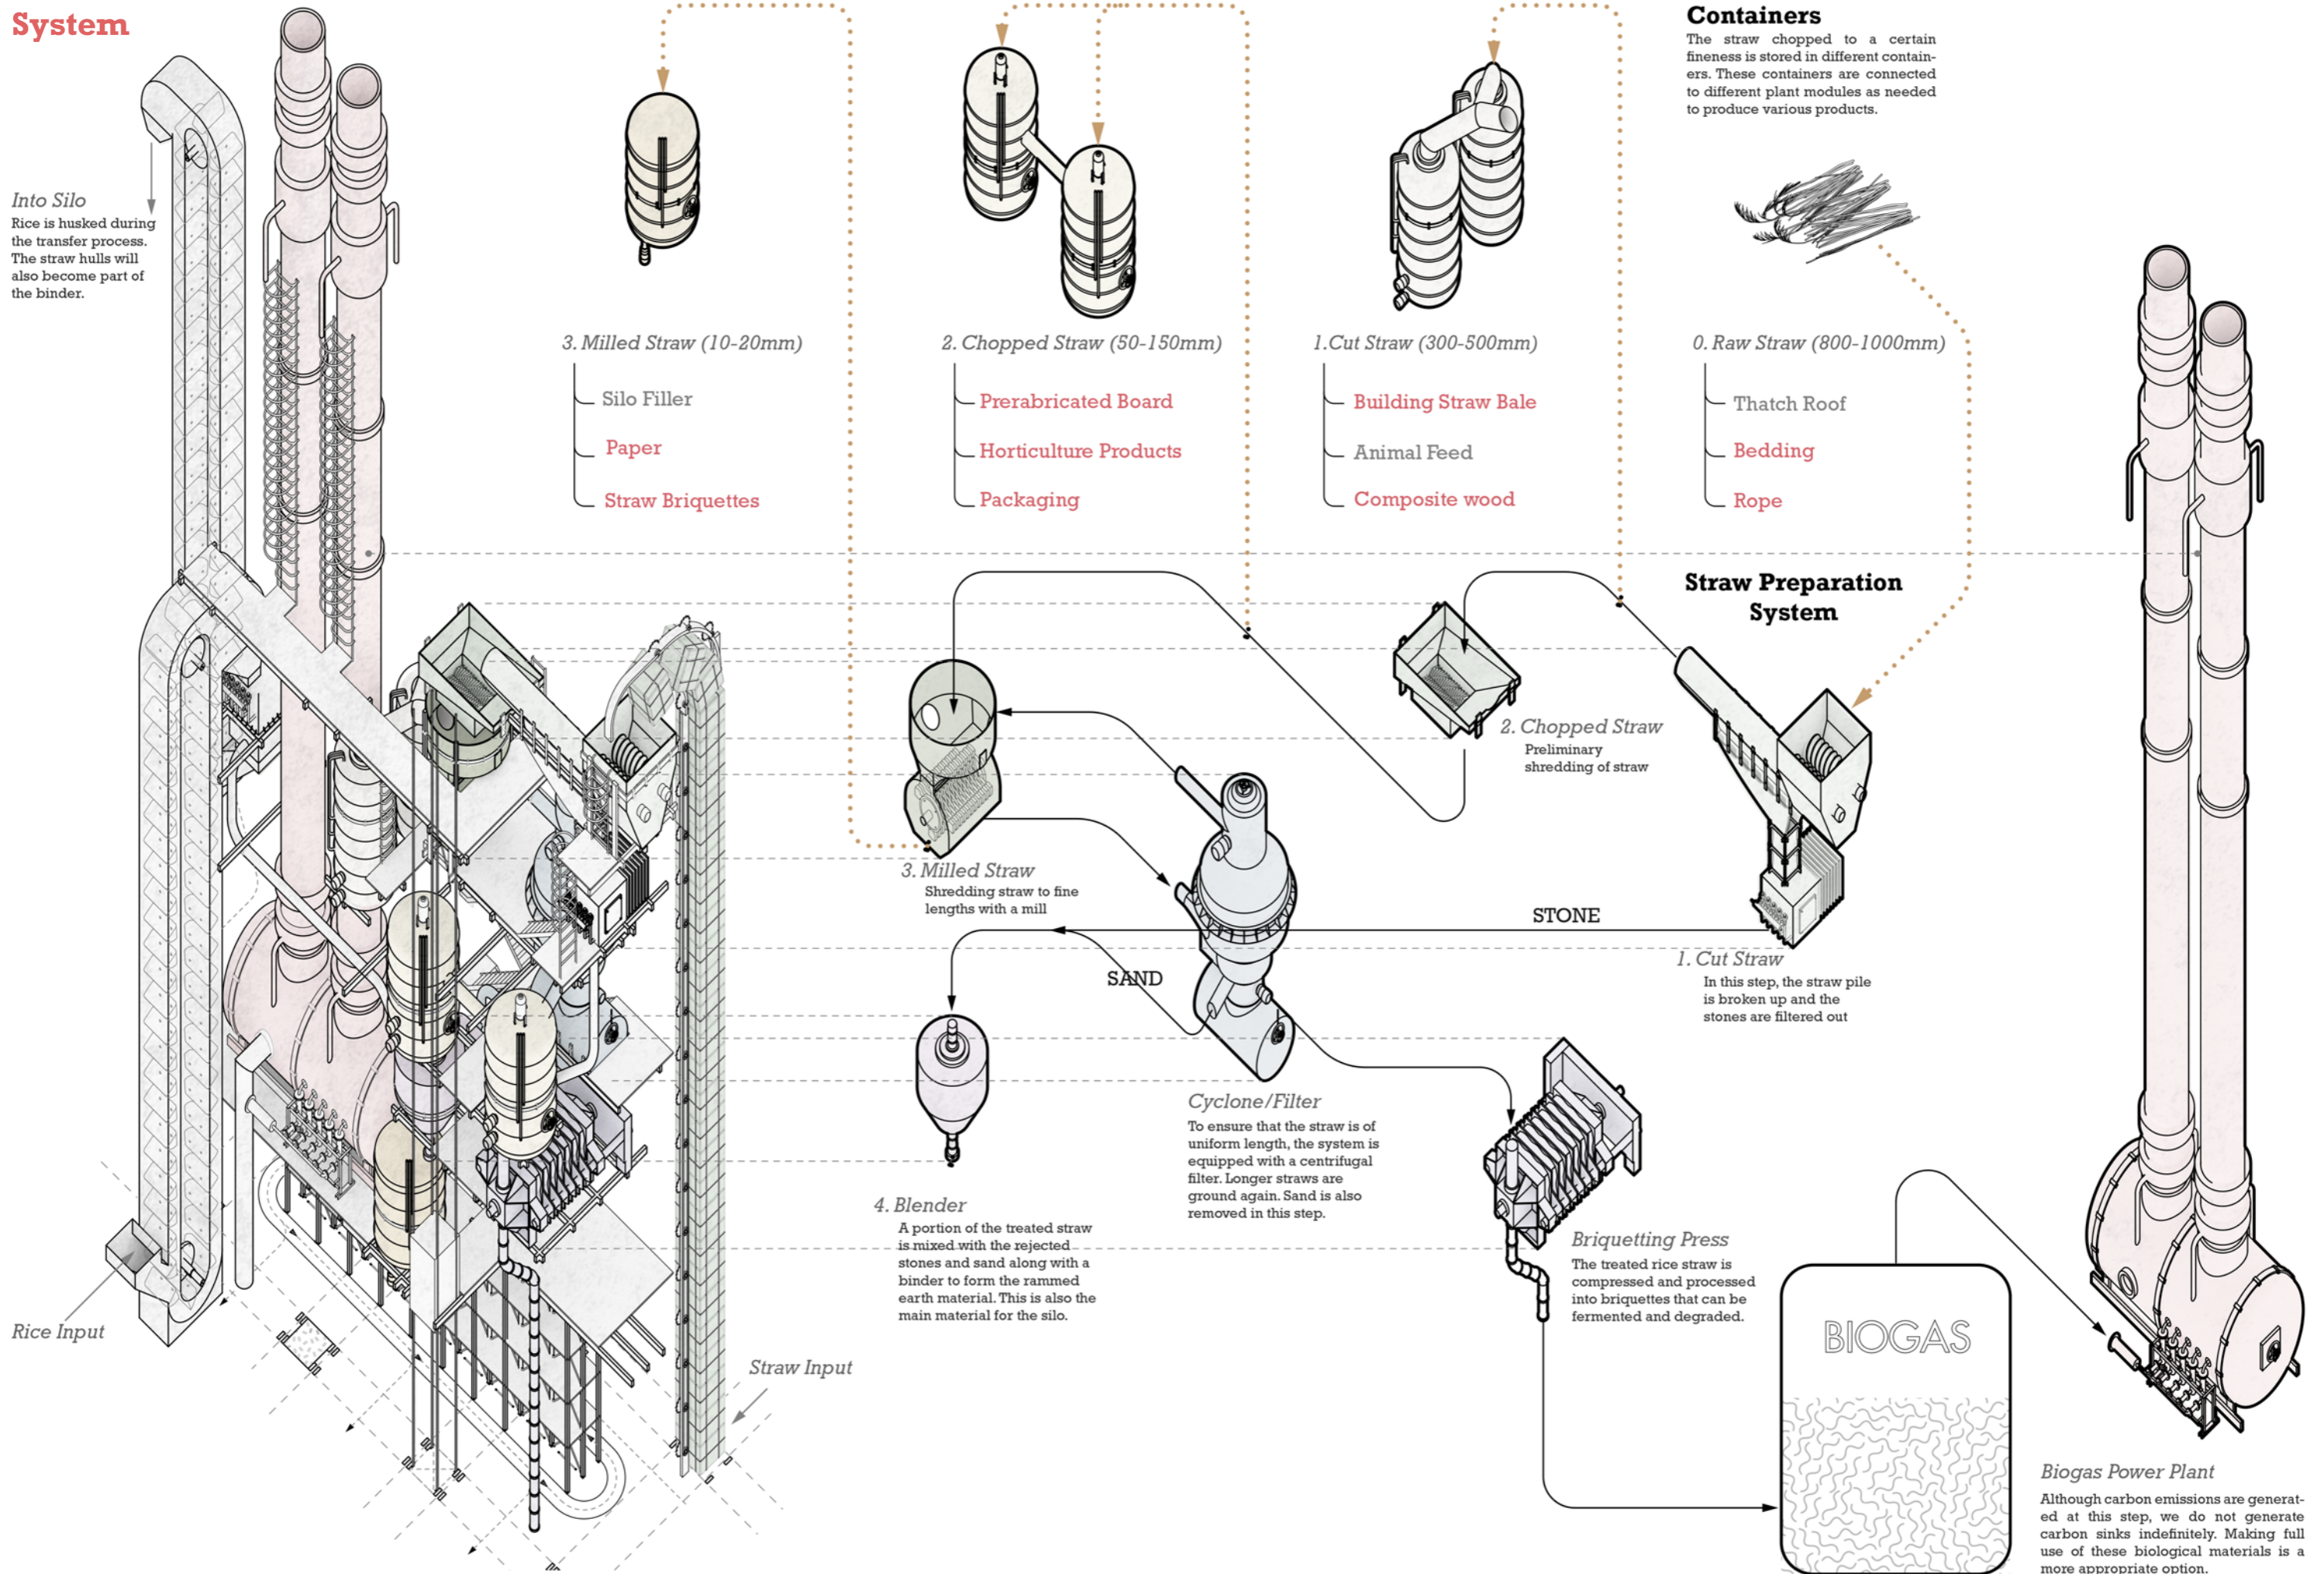 System
Containers
The straw chopped to a certain
fineness is stored in different contain-
ers. These containers are connected
to different plant modules as needed
to produce various products.
Into Silo
Rice is husked during
the transfer process.
The straw hulls will
also become part of
the binder.
3. Milled Straw (10-20mm)
Silo Filler
Paper
Straw Briquettes
2. Chopped Straw (50-150mm)
Prerabricated Board
Horticulture Products
Packaging
1.Cut Straw (300-500mm)
Building Straw Bale
Animal Feed
Composite wood
0. Raw Straw (800-1000mm)
Thatch Roof
Bedding
Rope
Straw Preparation
System
2. Chopped Straw
Preliminary
shredding of straw
3. Milled Straw
Shredding straw to fine
lengths with a mill
STONE
SAND
1. Cut Straw
In this step, the straw pile
is broken up and the
stones are filtered out
Cyclone/Filter
To ensure that the straw is of
uniform length, the system is
equipped with a centrifugal
filter. Longer straws are
ground again. Sand is also
removed in this step.
4. Blender
A portion of the treated straw
is mixed with the rejected
stones and sand along with a
binder to form the rammed
earth material. This is also the
main material for the silo.
Briquetting Press
The treated rice straw is
compressed and processed
into briquettes that can be
fermented and degraded.
Rice Input
Straw Input
BIOGAS
Biogas Power Plant
Although carbon emissions are generat-
ed at this step, we do not generate
carbon sinks indefinitely. Making full
use of these biological materials is a
more appropriate option.